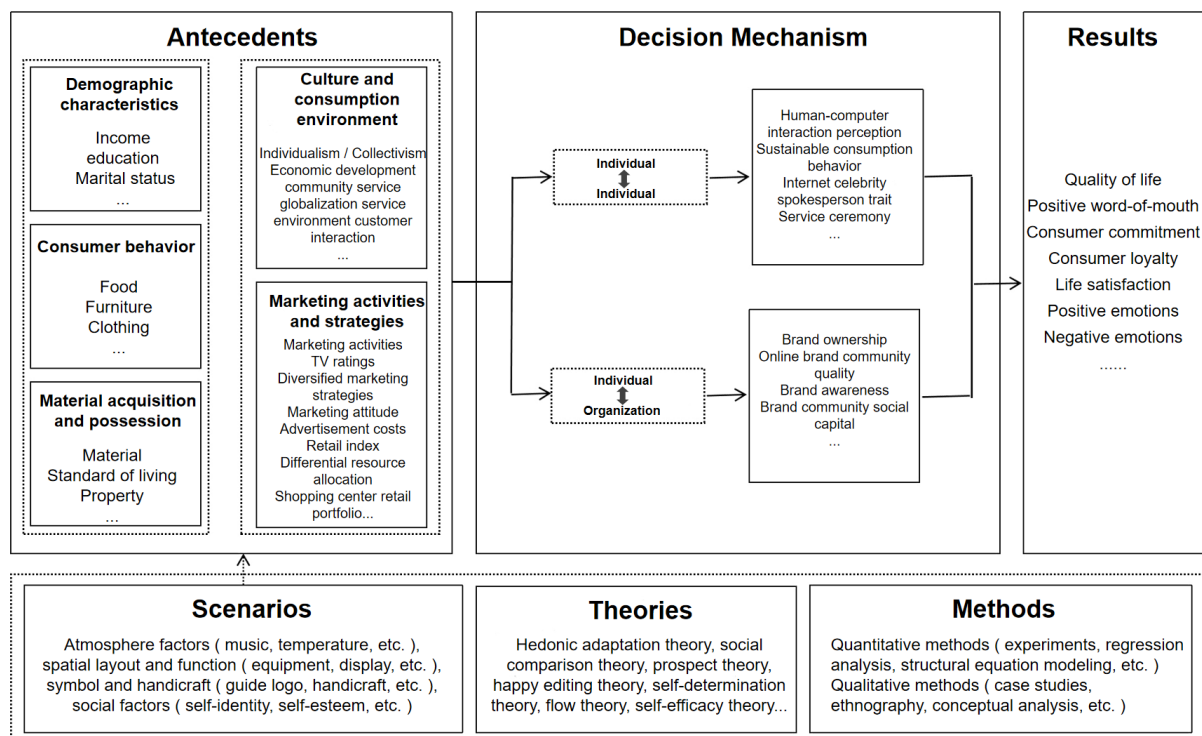 Antecedents
Demographic
characteristics
Income
education
Marital status
...
Consumer behavior
Food
Furniture
Clothing
...
Material acquisition
and possession
Material
Standard of living
Property
...
Culture and
consumption
environment
Individualism / Collectivism
Economic development
community service
globalization service
environment customer
interaction
...
Marketing activities
and strategies
Marketing activities
TV ratings
Diversified marketing
strategies
Marketing attitude
Advertisement costs
Retail index
Differential resource
allocation
Shopping center retail
portfolio...
Decision Mechanism
Individual
Individual
Human-computer
interaction perception
Sustainable consumption
behavior
Internet celebrity
spokesperson trait
Service ceremony
...
Individual
Organization
Brand ownership
Online brand community
quality
Brand awareness
Brand community social
capital
...
Results
Quality of life
Positive word-of-mouth
Consumer commitment
Consumer loyalty
Life satisfaction
Positive emotions
Negative emotions
......
Scenarios
Atmosphere factors ( music, temperature, etc. ),
spatial layout and function ( equipment, display, etc. ),
symbol and handicraft ( guide logo, handicraft, etc. ),
social factors ( self-identity, self-esteem, etc. )
Theories
Hedonic adaptation theory, social
comparison theory, prospect theory,
happy editing theory, self-determination
theory, flow theory, self-efficacy theory...
Methods
Quantitative methods ( experiments, regression
analysis, structural equation modeling, etc. )
Qualitative methods ( case studies,
ethnography, conceptual analysis, etc. )